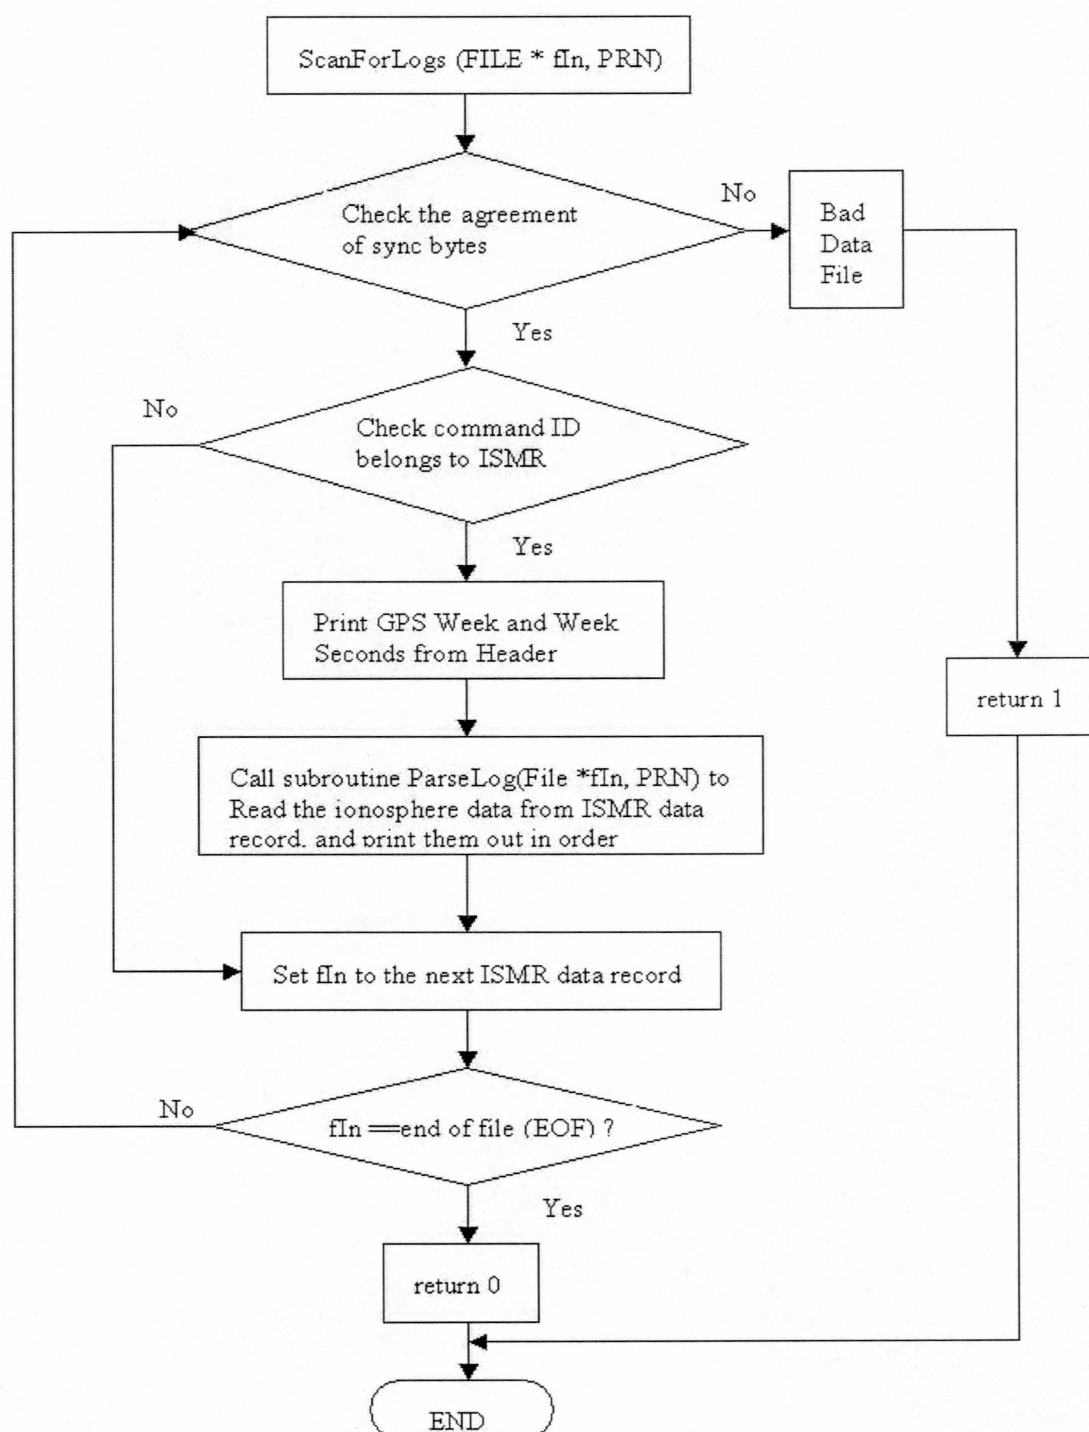 ScanForLogs (FILE * fIn, PRN)
Check the agreement
of sync bytes
No
Bad
Data
File
Yes
No
Check command ID
belongs to ISMR
Yes
Print GPS Week and Week
Seconds from Header
return 1
Call subroutine ParseLog(File *fIn, PRN) to
Read the ionosphere data from ISMR data
record, and print them out in order
Set fIn to the next ISMR data record
No
fIn ==end of file (EOF) ?
Yes
return 0
END